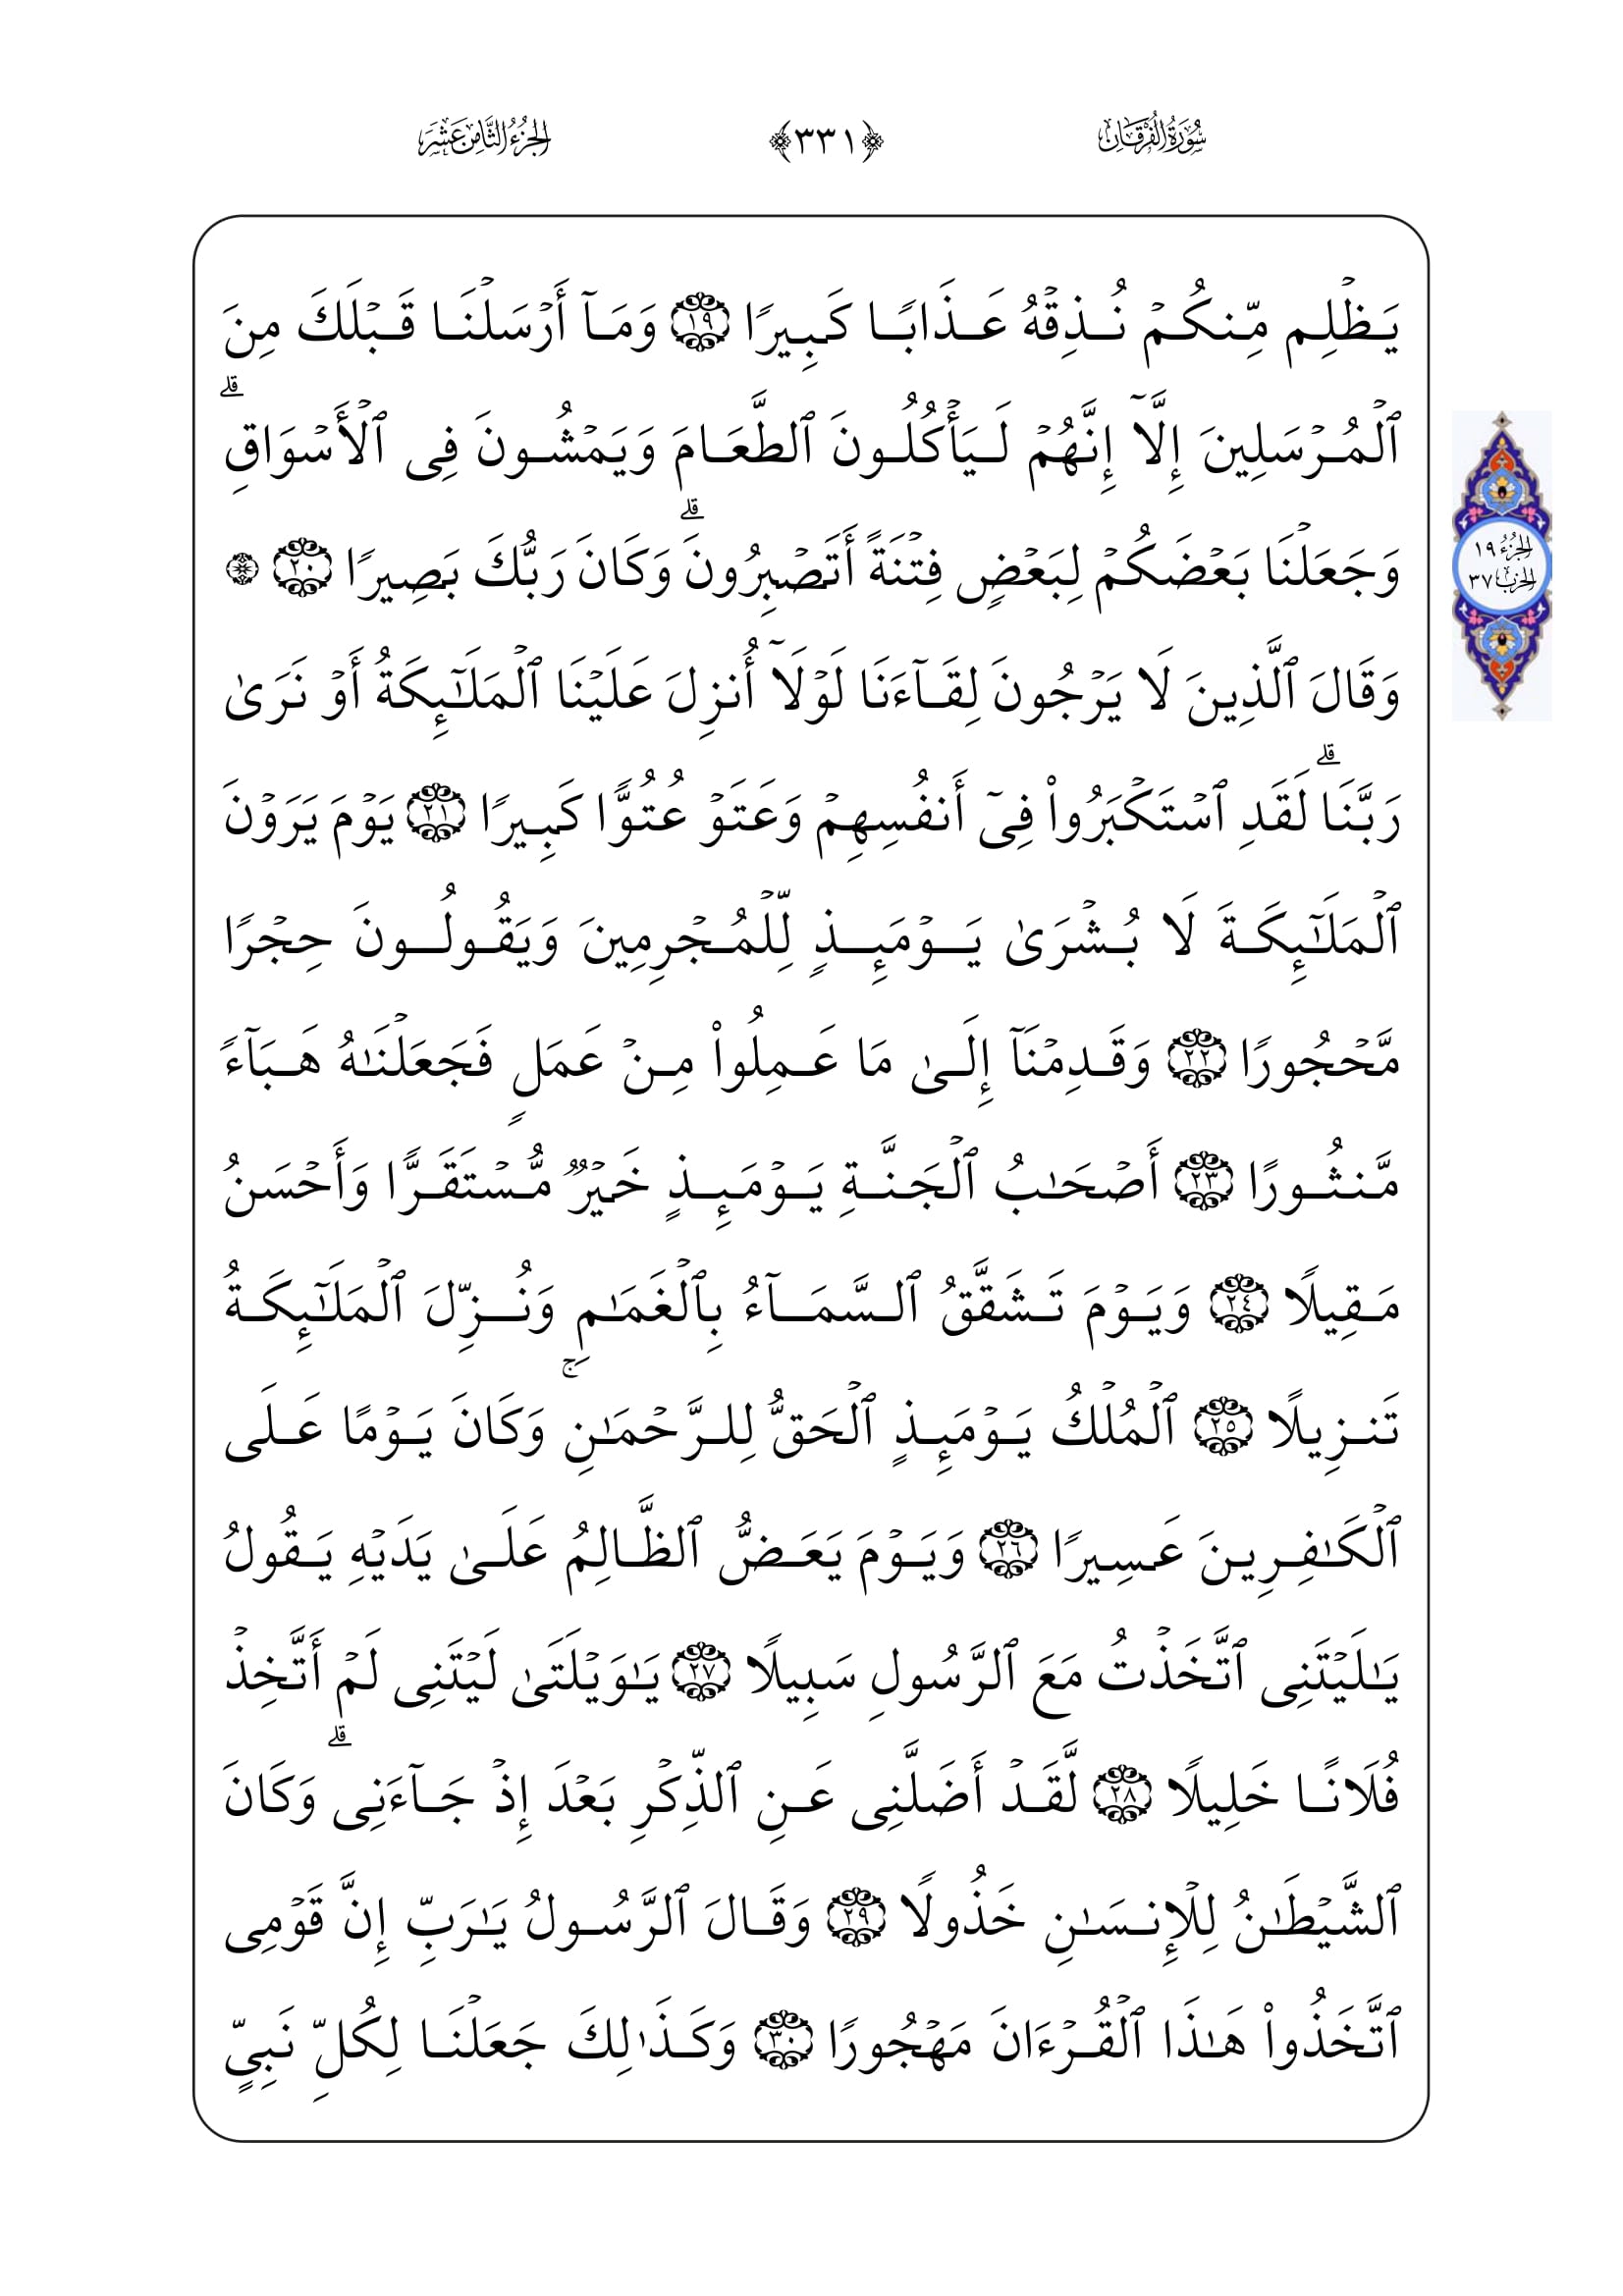 سُورَةُ الْفُرْقَانِ ﴿٣٣١﴾ الْجُزْءُ الثَّامِنَ عَشَرَ
يَظْلِم مِّنكُمْ نُذِقْهُ عَذَابًا كَبِيرًا ١٩ وَمَآ أَرْسَلْنَا قَبْلَكَ مِنَ
ٱلْمُرْسَلِينَ إِلَّآ إِنَّهُمْ لَيَأْكُلُونَ ٱلطَّعَامَ وَيَمْشُونَ فِى ٱلْأَسْوَاقِ ۗ
وَجَعَلْنَا بَعْضَكُمْ لِبَعْضٍ فِتْنَةً أَتَصْبِرُونَ ۗ وَكَانَ رَبُّكَ بَصِيرًا ٢٠ ۞
الجزء ١٩
الحزب ٣٧
وَقَالَ ٱلَّذِينَ لَا يَرْجُونَ لِقَآءَنَا لَوْلَآ أُنزِلَ عَلَيْنَا ٱلْمَلَـٰٓئِكَةُ أَوْ نَرَىٰ
رَبَّنَا ۗ لَقَدِ ٱسْتَكْبَرُوا۟ فِىٓ أَنفُسِهِمْ وَعَتَوْ عُتُوًّا كَبِيرًا ٢١ يَوْمَ يَرَوْنَ
ٱلْمَلَـٰٓئِكَةَ لَا بُشْرَىٰ يَوْمَئِذٍ لِّلْمُجْرِمِينَ وَيَقُولُونَ حِجْرًا
مَّحْجُورًا ٢٢ وَقَدِمْنَآ إِلَىٰ مَا عَمِلُوا۟ مِنْ عَمَلٍ فَجَعَلْنَـٰهُ هَبَآءً
مَّنثُورًا ٢٣ أَصْحَـٰبُ ٱلْجَنَّةِ يَوْمَئِذٍ خَيْرٌ مُّسْتَقَرًّا وَأَحْسَنُ
مَقِيلًا ٢٤ وَيَوْمَ تَشَقَّقُ ٱلسَّمَآءُ بِٱلْغَمَـٰمِ وَنُزِّلَ ٱلْمَلَـٰٓئِكَةُ
تَنزِيلًا ٢٥ ٱلْمُلْكُ يَوْمَئِذٍ ٱلْحَقُّ لِلرَّحْمَـٰنِ ۚ وَكَانَ يَوْمًا عَلَى
ٱلْكَـٰفِرِينَ عَسِيرًا ٢٦ وَيَوْمَ يَعَضُّ ٱلظَّالِمُ عَلَىٰ يَدَيْهِ يَقُولُ
يَـٰلَيْتَنِى ٱتَّخَذْتُ مَعَ ٱلرَّسُولِ سَبِيلًا ٢٧ يَـٰوَيْلَتَىٰ لَيْتَنِى لَمْ أَتَّخِذْ
فُلَانًا خَلِيلًا ٢٨ لَّقَدْ أَضَلَّنِى عَنِ ٱلذِّكْرِ بَعْدَ إِذْ جَآءَنِى ۗ وَكَانَ
ٱلشَّيْطَـٰنُ لِلْإِنسَـٰنِ خَذُولًا ٢٩ وَقَالَ ٱلرَّسُولُ يَـٰرَبِّ إِنَّ قَوْمِى
ٱتَّخَذُوا۟ هَـٰذَا ٱلْقُرْءَانَ مَهْجُورًا ٣٠ وَكَذَٰلِكَ جَعَلْنَا لِكُلِّ نَبِىٍّ